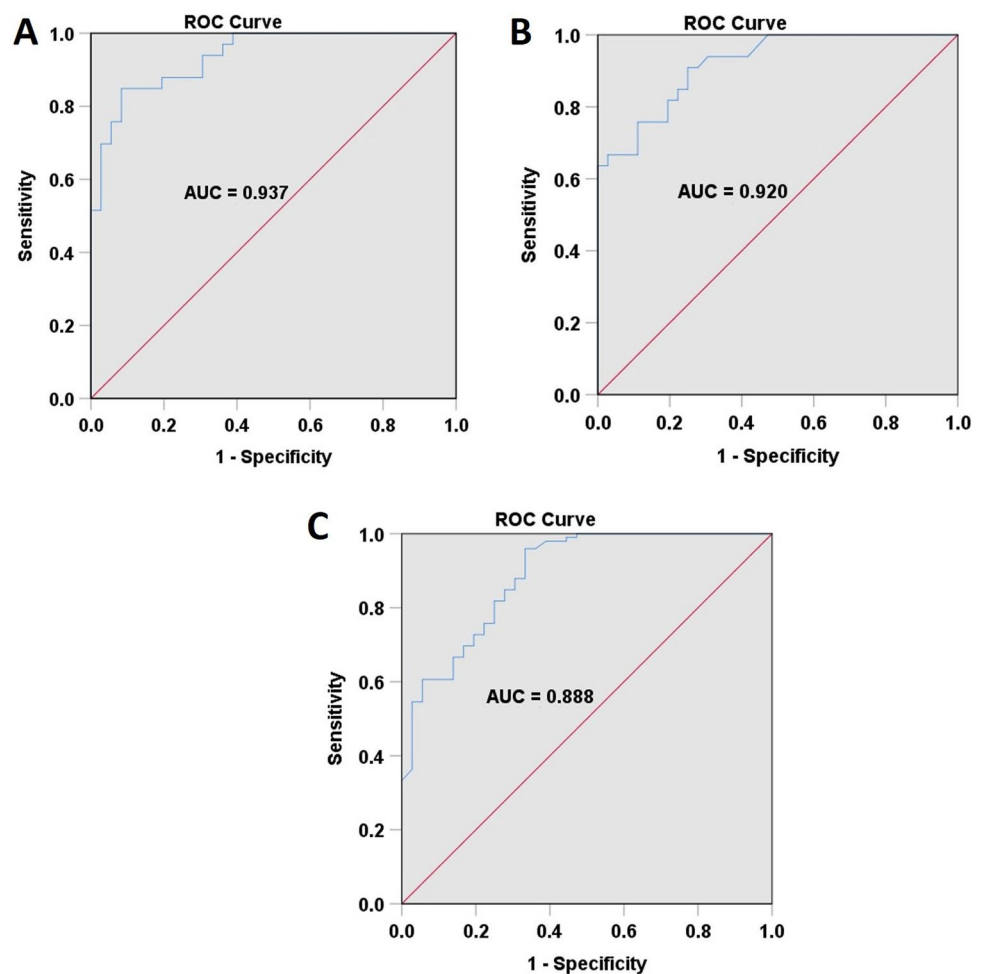 A
ROC Curve
1.0
0.8
0.6
0.4
0.2
0.0
Sensitivity
AUC = 0.937
0.0 0.2 0.4 0.6 0.8 1.0
1 - Specificity
B
ROC Curve
1.0
0.8
0.6
0.4
0.2
0.0
Sensitivity
AUC = 0.920
0.0 0.2 0.4 0.6 0.8 1.0
1 - Specificity
C
ROC Curve
1.0
0.8
0.6
0.4
0.2
0.0
Sensitivity
AUC = 0.888
0.0 0.2 0.4 0.6 0.8 1.0
1 - Specificity